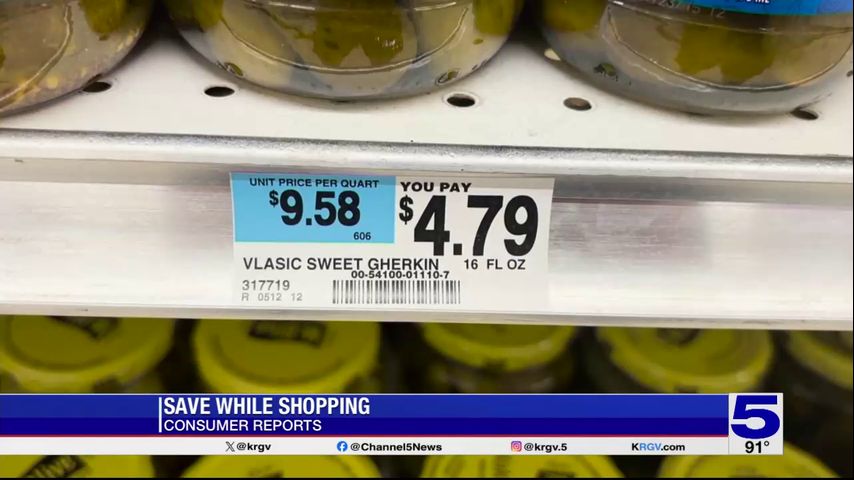 UNIT PRICE PER QUART
$9.58
606
YOU PAY
$4.79
VLASIC SWEET GHERKIN 16 FL OZ
00-54100-01110-7
317719
R 0512 12
SAVE WHILE SHOPPING
CONSUMER REPORTS
5
91°
X@krgv
f@Channel5News
@krgv.5
KRGV.com